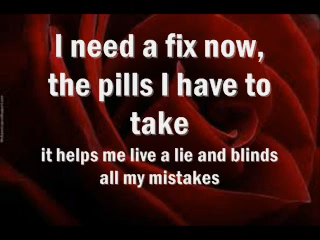 I need a fix now,
the pills I have to
take
it helps me live a lie and blinds
all my mistakes